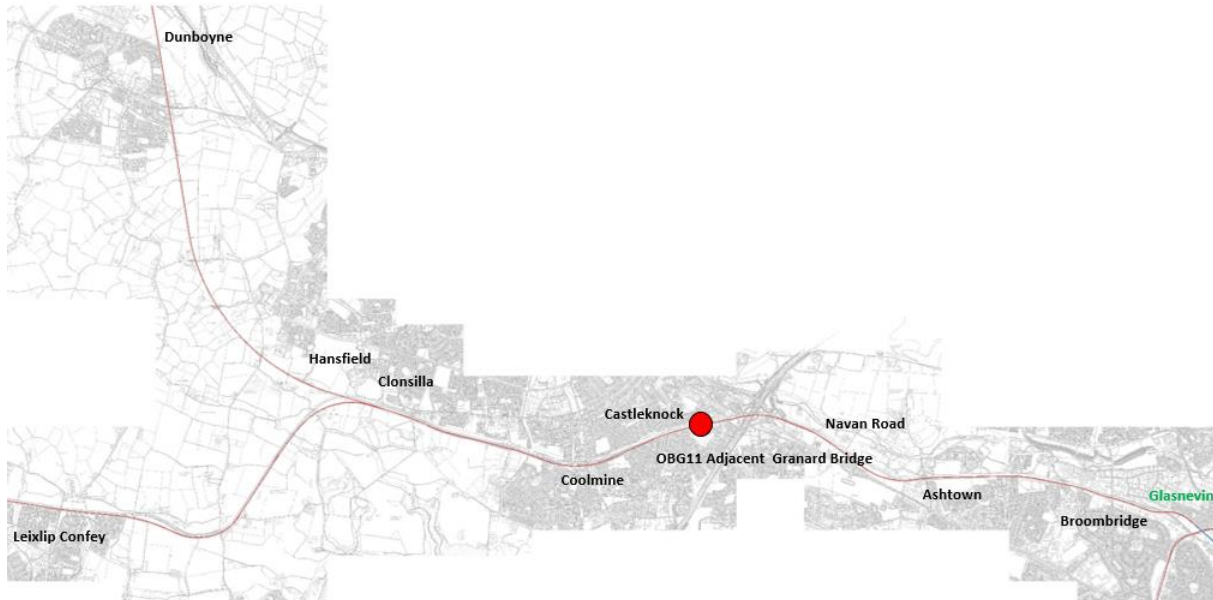 Dunboyne
Hansfield
Clonsilla
Castleknock
Navan Road
OBG11 Adjacent  Granard Bridge
Coolmine
Ashtown
Glasnevin
Broombridge
Leixlip Confey